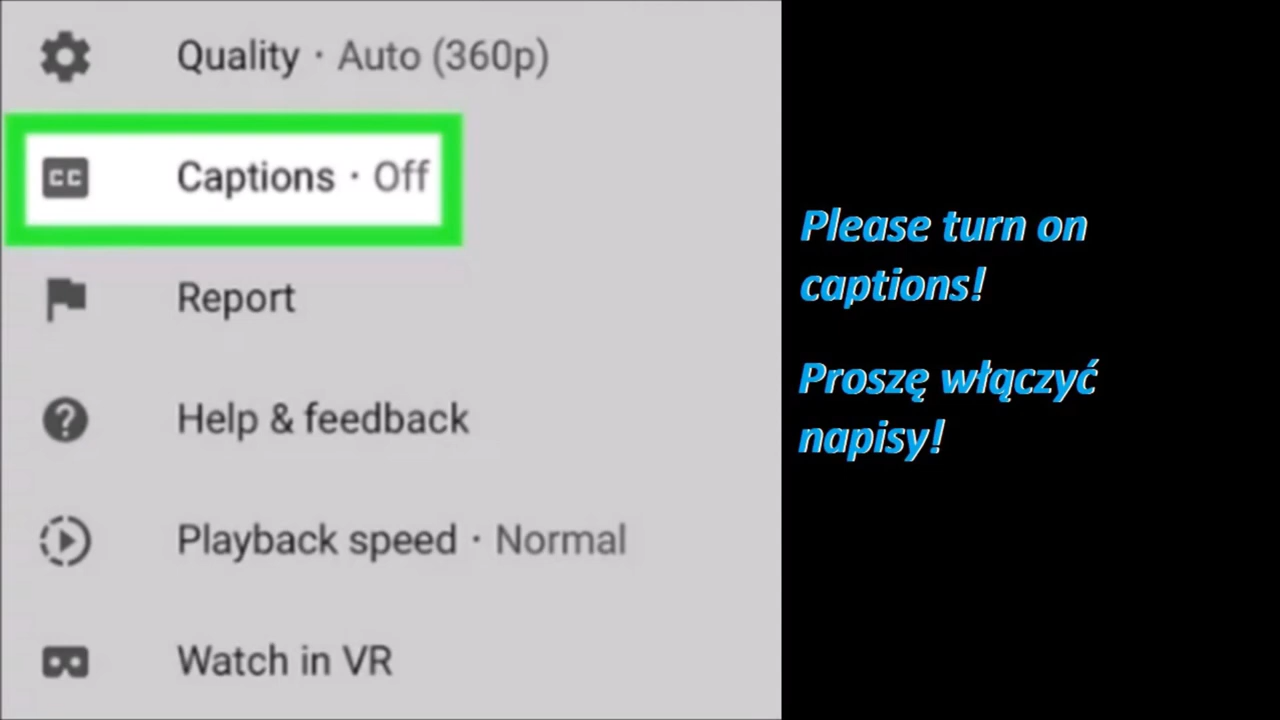 Quality · Auto (360p)
CC Captions · Off
Report
Help & feedback
Playback speed · Normal
Watch in VR
Please turn on
captions!
Proszę włączyć
napisy!